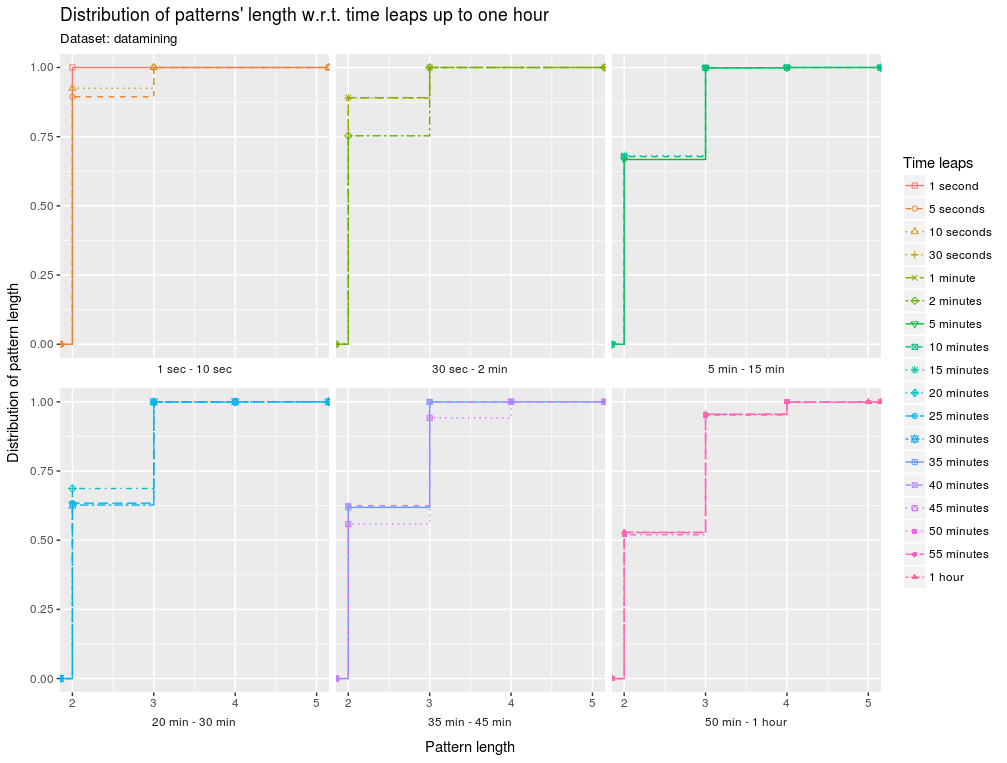 Distribution of patterns' length w.r.t. time leaps up to one hour
Dataset: datamining
Distribution of pattern length
1.00
0.75
0.50
0.25
0.00
1 sec - 10 sec
30 sec - 2 min
5 min - 15 min
1.00
0.75
0.50
0.25
0.00
2 3 4 5
2 3 4 5
2 3 4 5
20 min - 30 min
35 min - 45 min
50 min - 1 hour
Pattern length
Time leaps
1 second
5 seconds
10 seconds
30 seconds
1 minute
2 minutes
5 minutes
10 minutes
15 minutes
20 minutes
25 minutes
30 minutes
35 minutes
40 minutes
45 minutes
50 minutes
55 minutes
1 hour